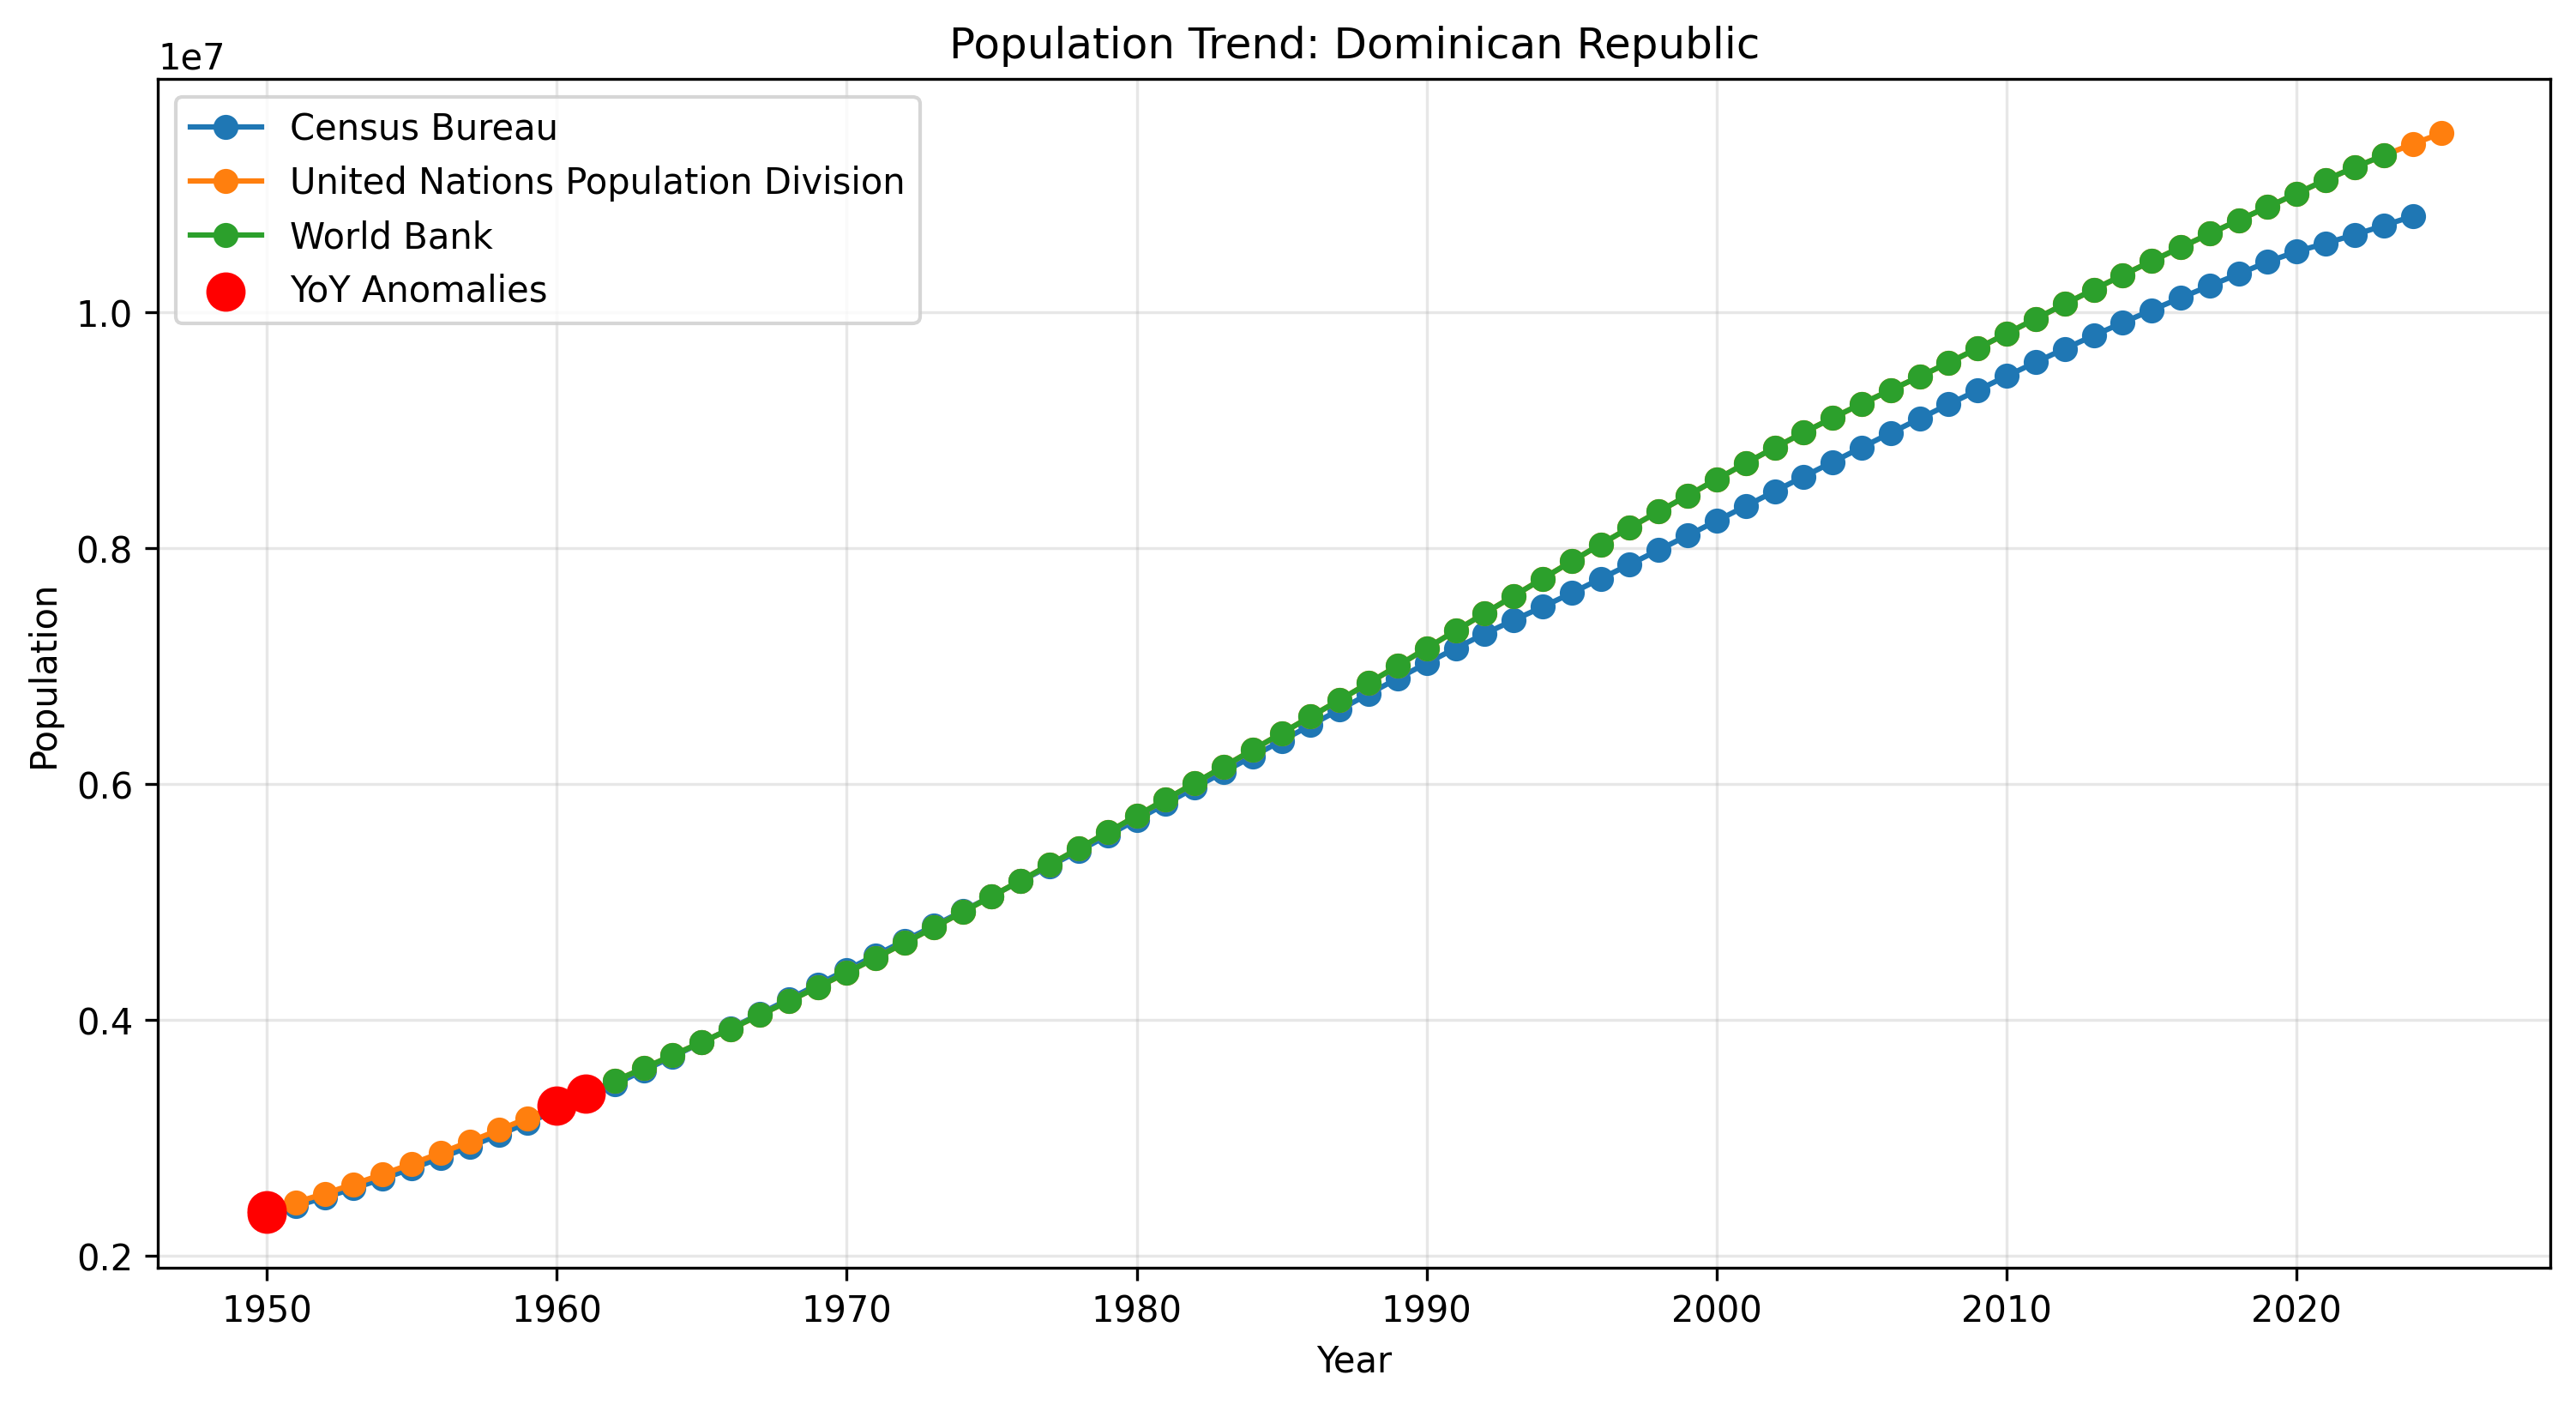 Population Trend: Dominican Republic
1e7
Census Bureau
United Nations Population Division
World Bank
YoY Anomalies
1.0
0.8
0.6
0.4
0.2
Population
1950 1960 1970 1980 1990 2000 2010 2020
Year